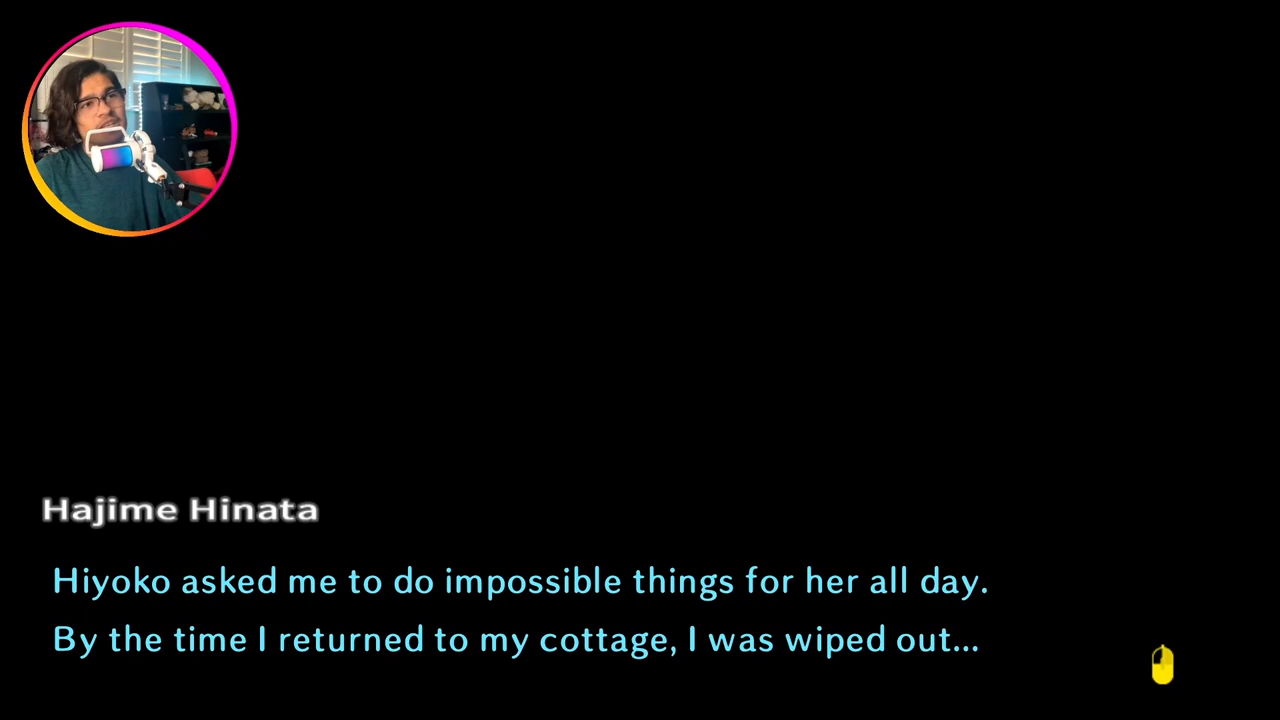 Hajime Hinata
Hiyoko asked me to do impossible things for her all day.
By the time I returned to my cottage, I was wiped out...